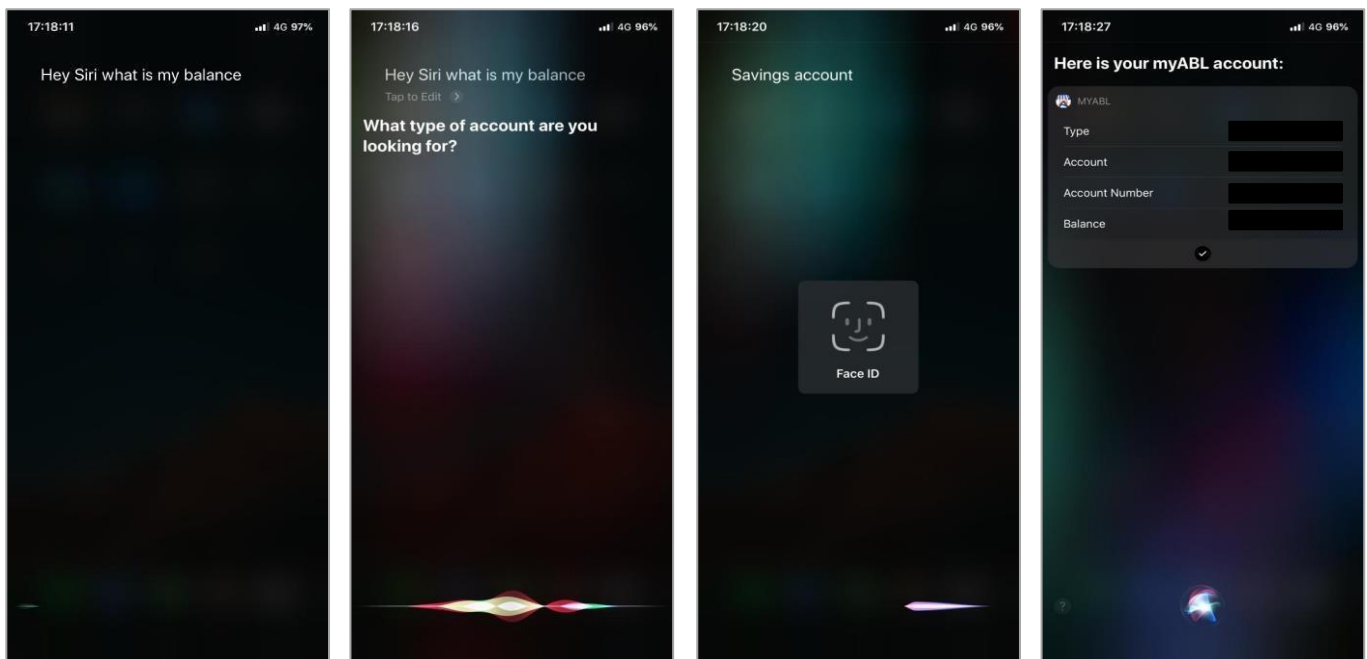 17:18:11
4G 97%
Hey Siri what is my balance
17:18:16
4G 96%
Hey Siri what is my balance
Tap to Edit
What type of account are you
looking for?
17:18:20
4G 96%
Savings account
Face ID
17:18:27
4G 96%
Here is your myABL account:
MYABL
Type
Account
Account Number
Balance
?